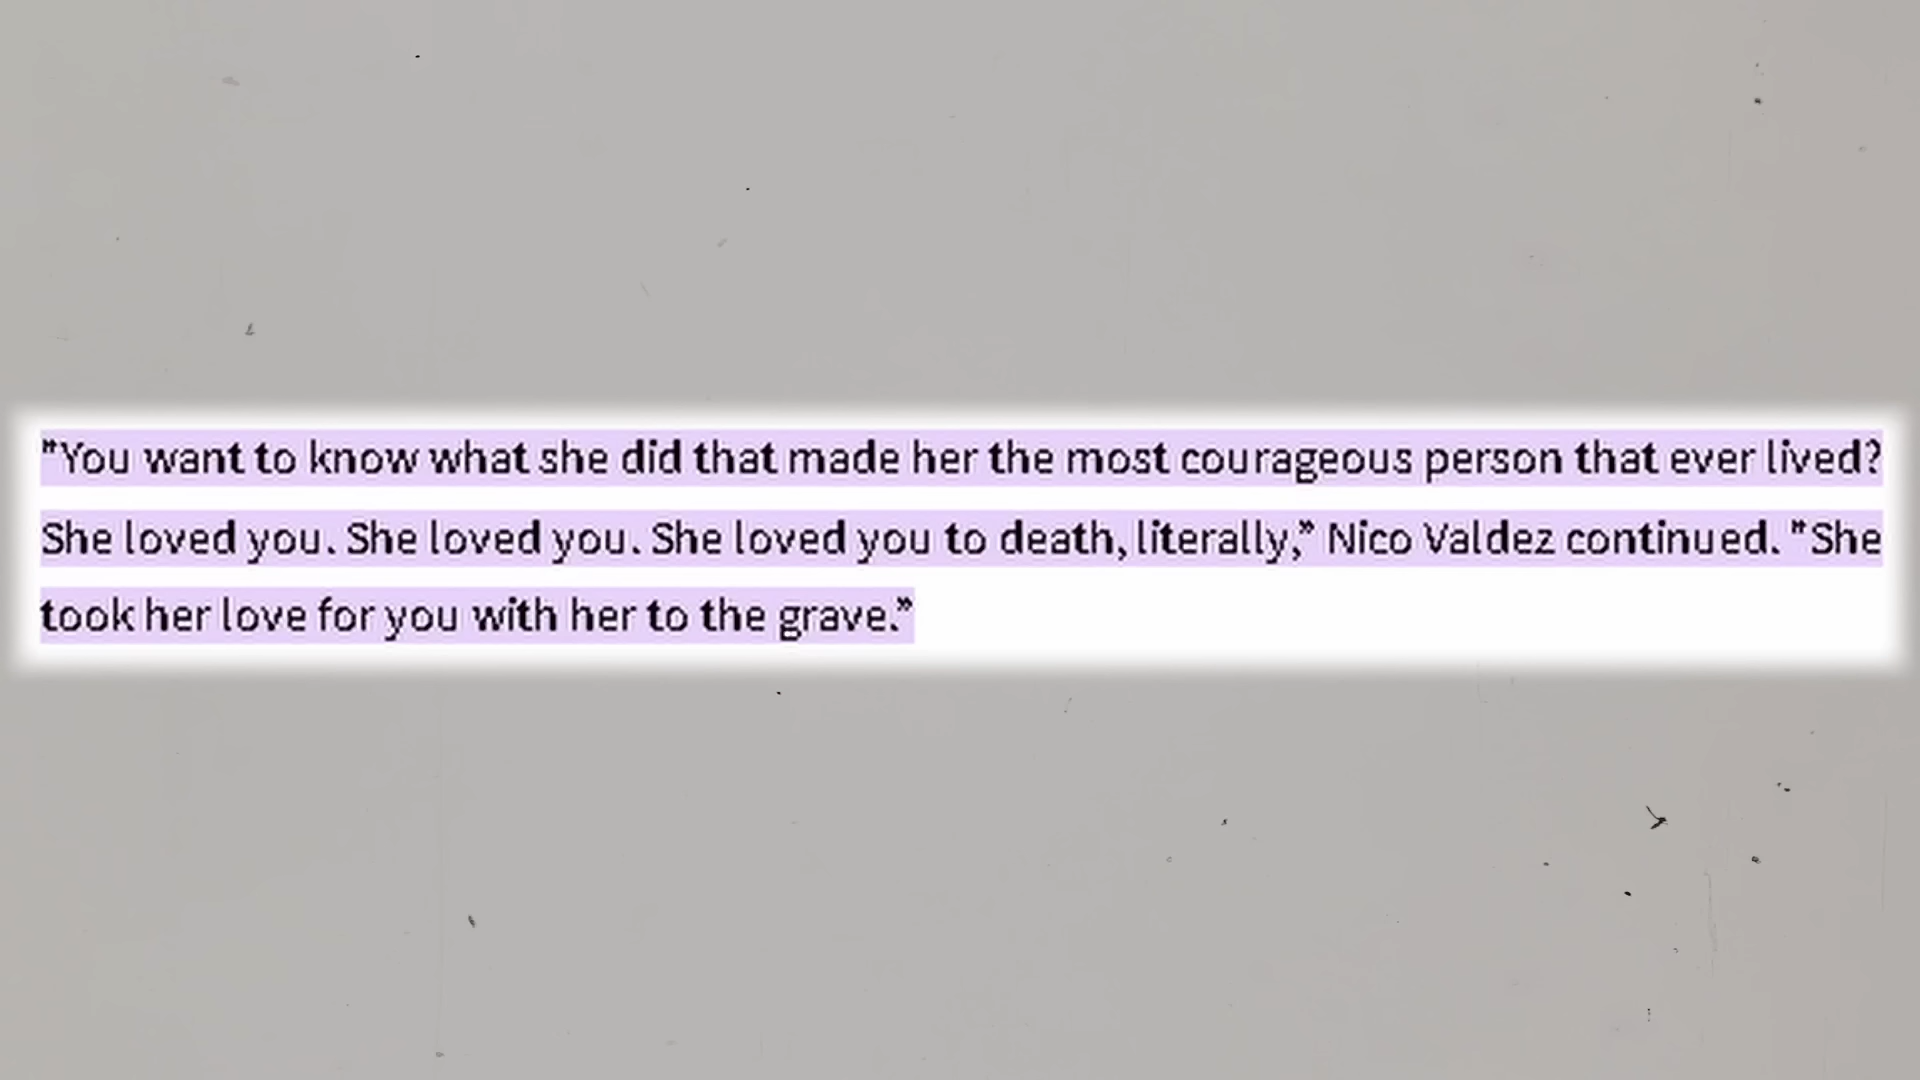 "You want to know what she did that made her the most courageous person that ever lived?
She loved you. She loved you. She loved you to death, literally,” Nico Valdez continued. "She
took her love for you with her to the grave.”